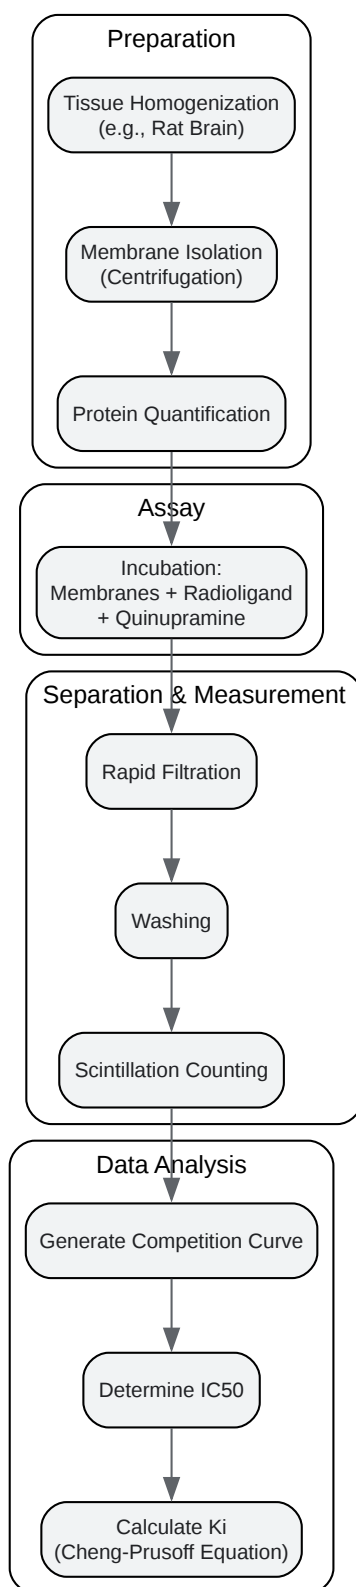 Preparation
Tissue Homogenization
(e.g., Rat Brain)
Membrane Isolation
(Centrifugation)
Protein Quantification
Assay
Incubation:
Membranes + Radioligand
+ Quinupramine
Separation & Measurement
Rapid Filtration
Washing
Scintillation Counting
Data Analysis
Generate Competition Curve
Determine IC50
Calculate Ki
(Cheng-Prusoff Equation)